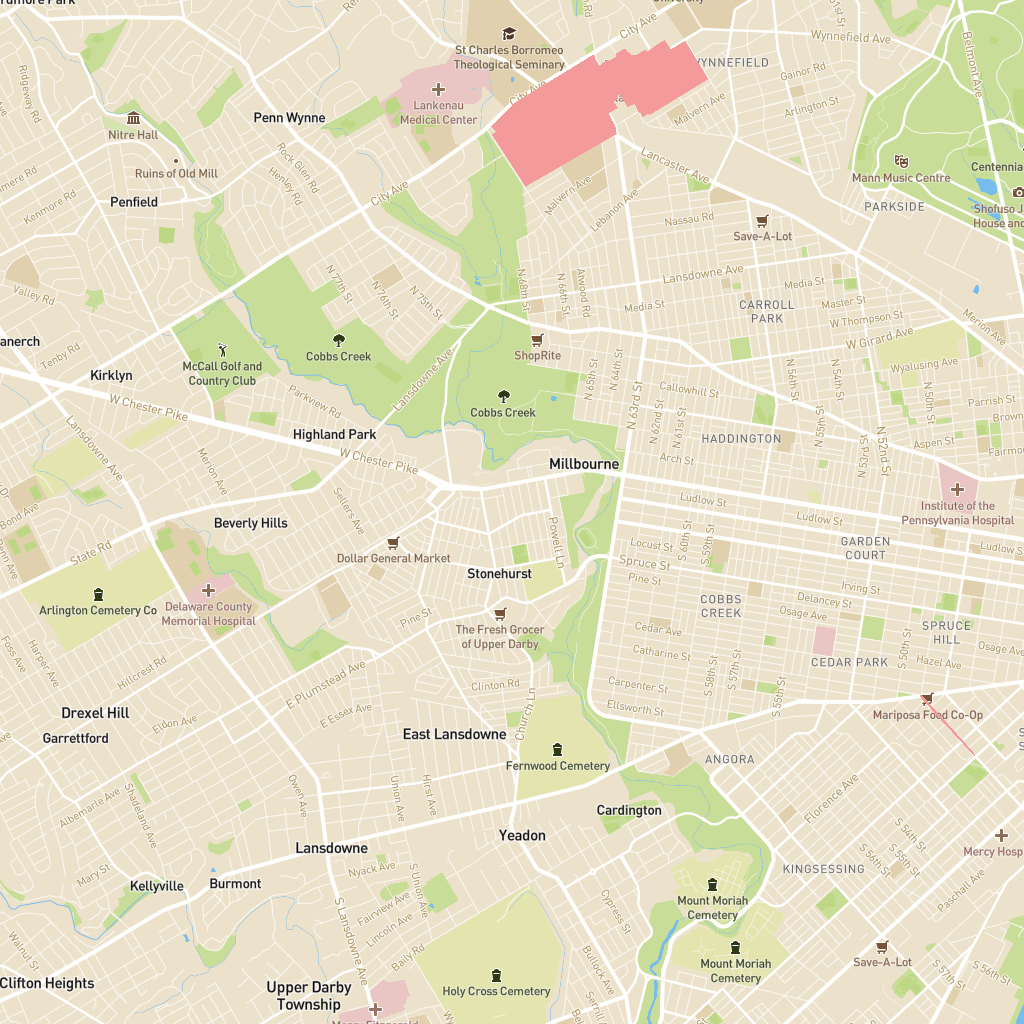 St Charles Borromeo
Theological Seminary
City Ave
Wynnefield Ave
Belmont Ave
Gainor Rd
Arlington St
Malvern Ave
Lankenau
Medical Center
Penn Wynne
Nitre Hall
Ridgeway Rd
Rock Glen Rd
Henley Rd
Ruins of Old Mill
Penfield
Kenmore Rd
City Ave
City Ave
Lancaster Ave
Malvern Ave
Lebanon Ave
Nassau Rd
Save-A-Lot
Mann Music Centre
PARKSIDE
Centennial
Shofuso J
House and
Valley Rd
N 77th St
N 76th St
N 75th St
N 68th St
N 66th St
Atwood Rd
Lansdowne Ave
Media St
Media St
CARROLL
PARK
Master St
W Thompson St
W Girard Ave
Merion Ave
Tenby Rd
Kirklyn
McCall Golf and
Country Club
Cobbs Creek
ShopRite
Lansdowne Ave
Cobbs Creek
N 65th St
N 64th St
N 63rd St
N 62nd St
N 61st St
Callowhill St
N 56th St
N 54th St
Wyalusing Ave
N 50th St
Parrish St
Brown
N 55th St
N 53rd St
N 52nd St
Aspen St
W Chester Pike
Parkview Rd
Highland Park
W Chester Pike
HADDINGTON
Arch St
Millbourne
Lansdowne Ave
Merion Ave
Sellers Ave
Beverly Hills
Bond Ave
State Rd
Dollar General Market
Powell Ln
Ludlow St
Ludlow St
Ludlow St
Institute of the
Pennsylvania Hospital
GARDEN
COURT
Locust St
Spruce St
Pine St
S 60th St
S 59th St
Stonehurst
Arlington Cemetery Co
Delaware County
Memorial Hospital
Pine St
The Fresh Grocer
of Upper Darby
COBBS
CREEK
Irving St
Delancey St
Osage Ave
SPRUCE
HILL
S 50th St
Osage Ave
Hazel Ave
Cedar Ave
Catharine St
Carpenter St
Ellsworth St
S 58th St
S 57th St
S 55th St
CEDAR PARK
Foss Ave
Harper Ave
Hillcrest Rd
E Plumstead Ave
Clinton Rd
Church Ln
Mariposa Food Co-Op
Drexel Hill
Garrettford
Eldon Ave
E Essex Ave
East Lansdowne
Fernwood Cemetery
ANGORA
Albemarle Ave
Shadeland Ave
Owen Ave
Union Ave
Hirst Ave
Cardington
Florence Ave
S 54th St
S 56th St
S 55th St
Mercy Hosp
Yeadon
Lansdowne
Mary St
Kellyville
Burmont
Nyack Ave
KINGSESSING
Paschall Ave
Mount Moriah
Cemetery
Mount Moriah
Cemetery
Save-A-Lot
S Lansdowne Ave
S Union Ave
Fairview Ave
Lincoln Ave
Baily Rd
Cypress St
Bullock Ave
Walnut St
Clifton Heights
Upper Darby
Township
Holy Cross Cemetery